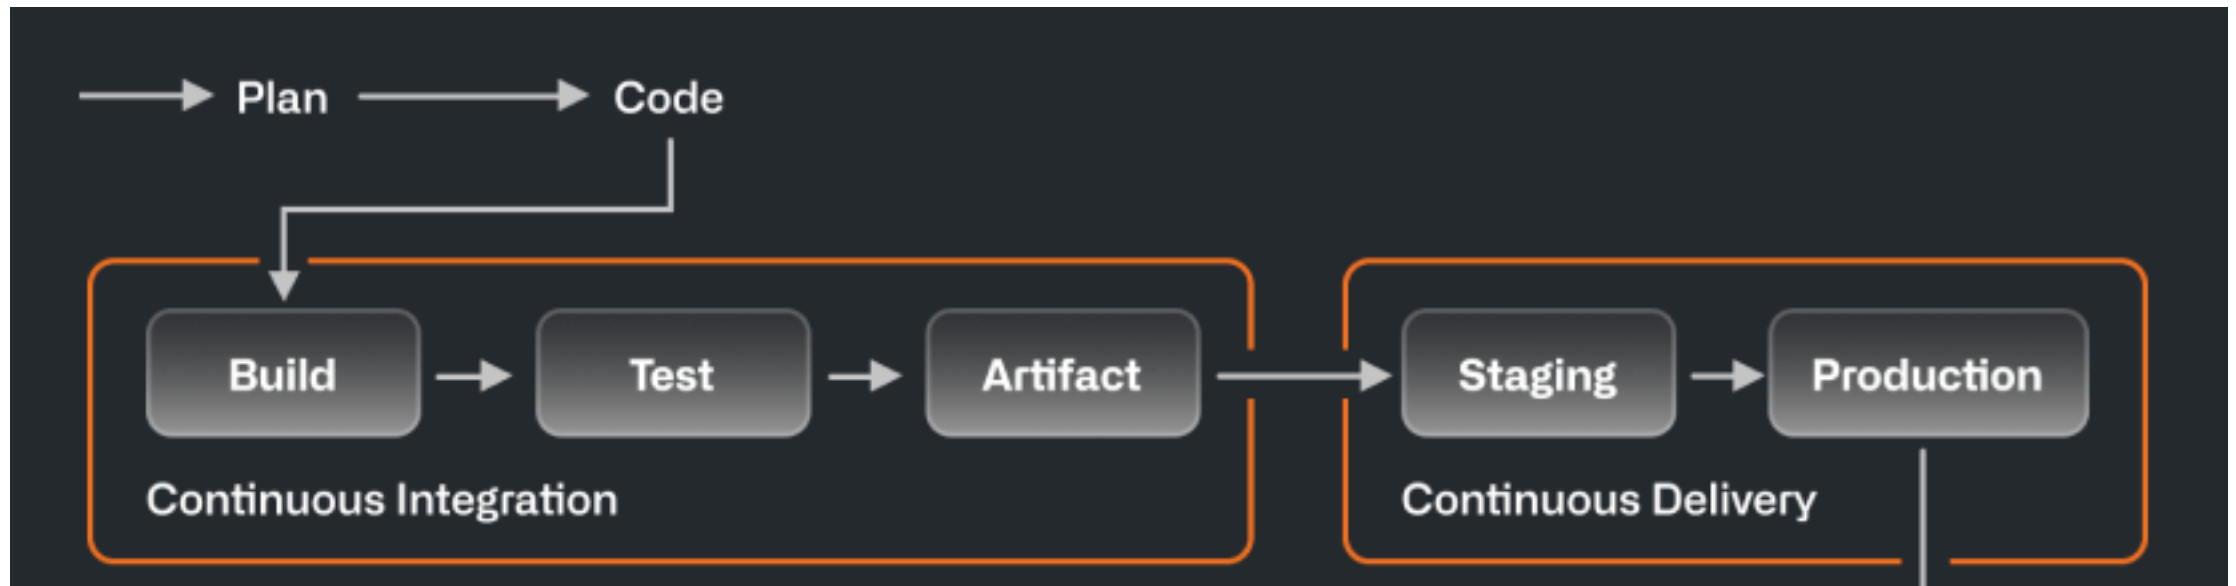 Plan
Code
Build
Test
Artifact
Staging
Production
Continuous Integration
Continuous Delivery